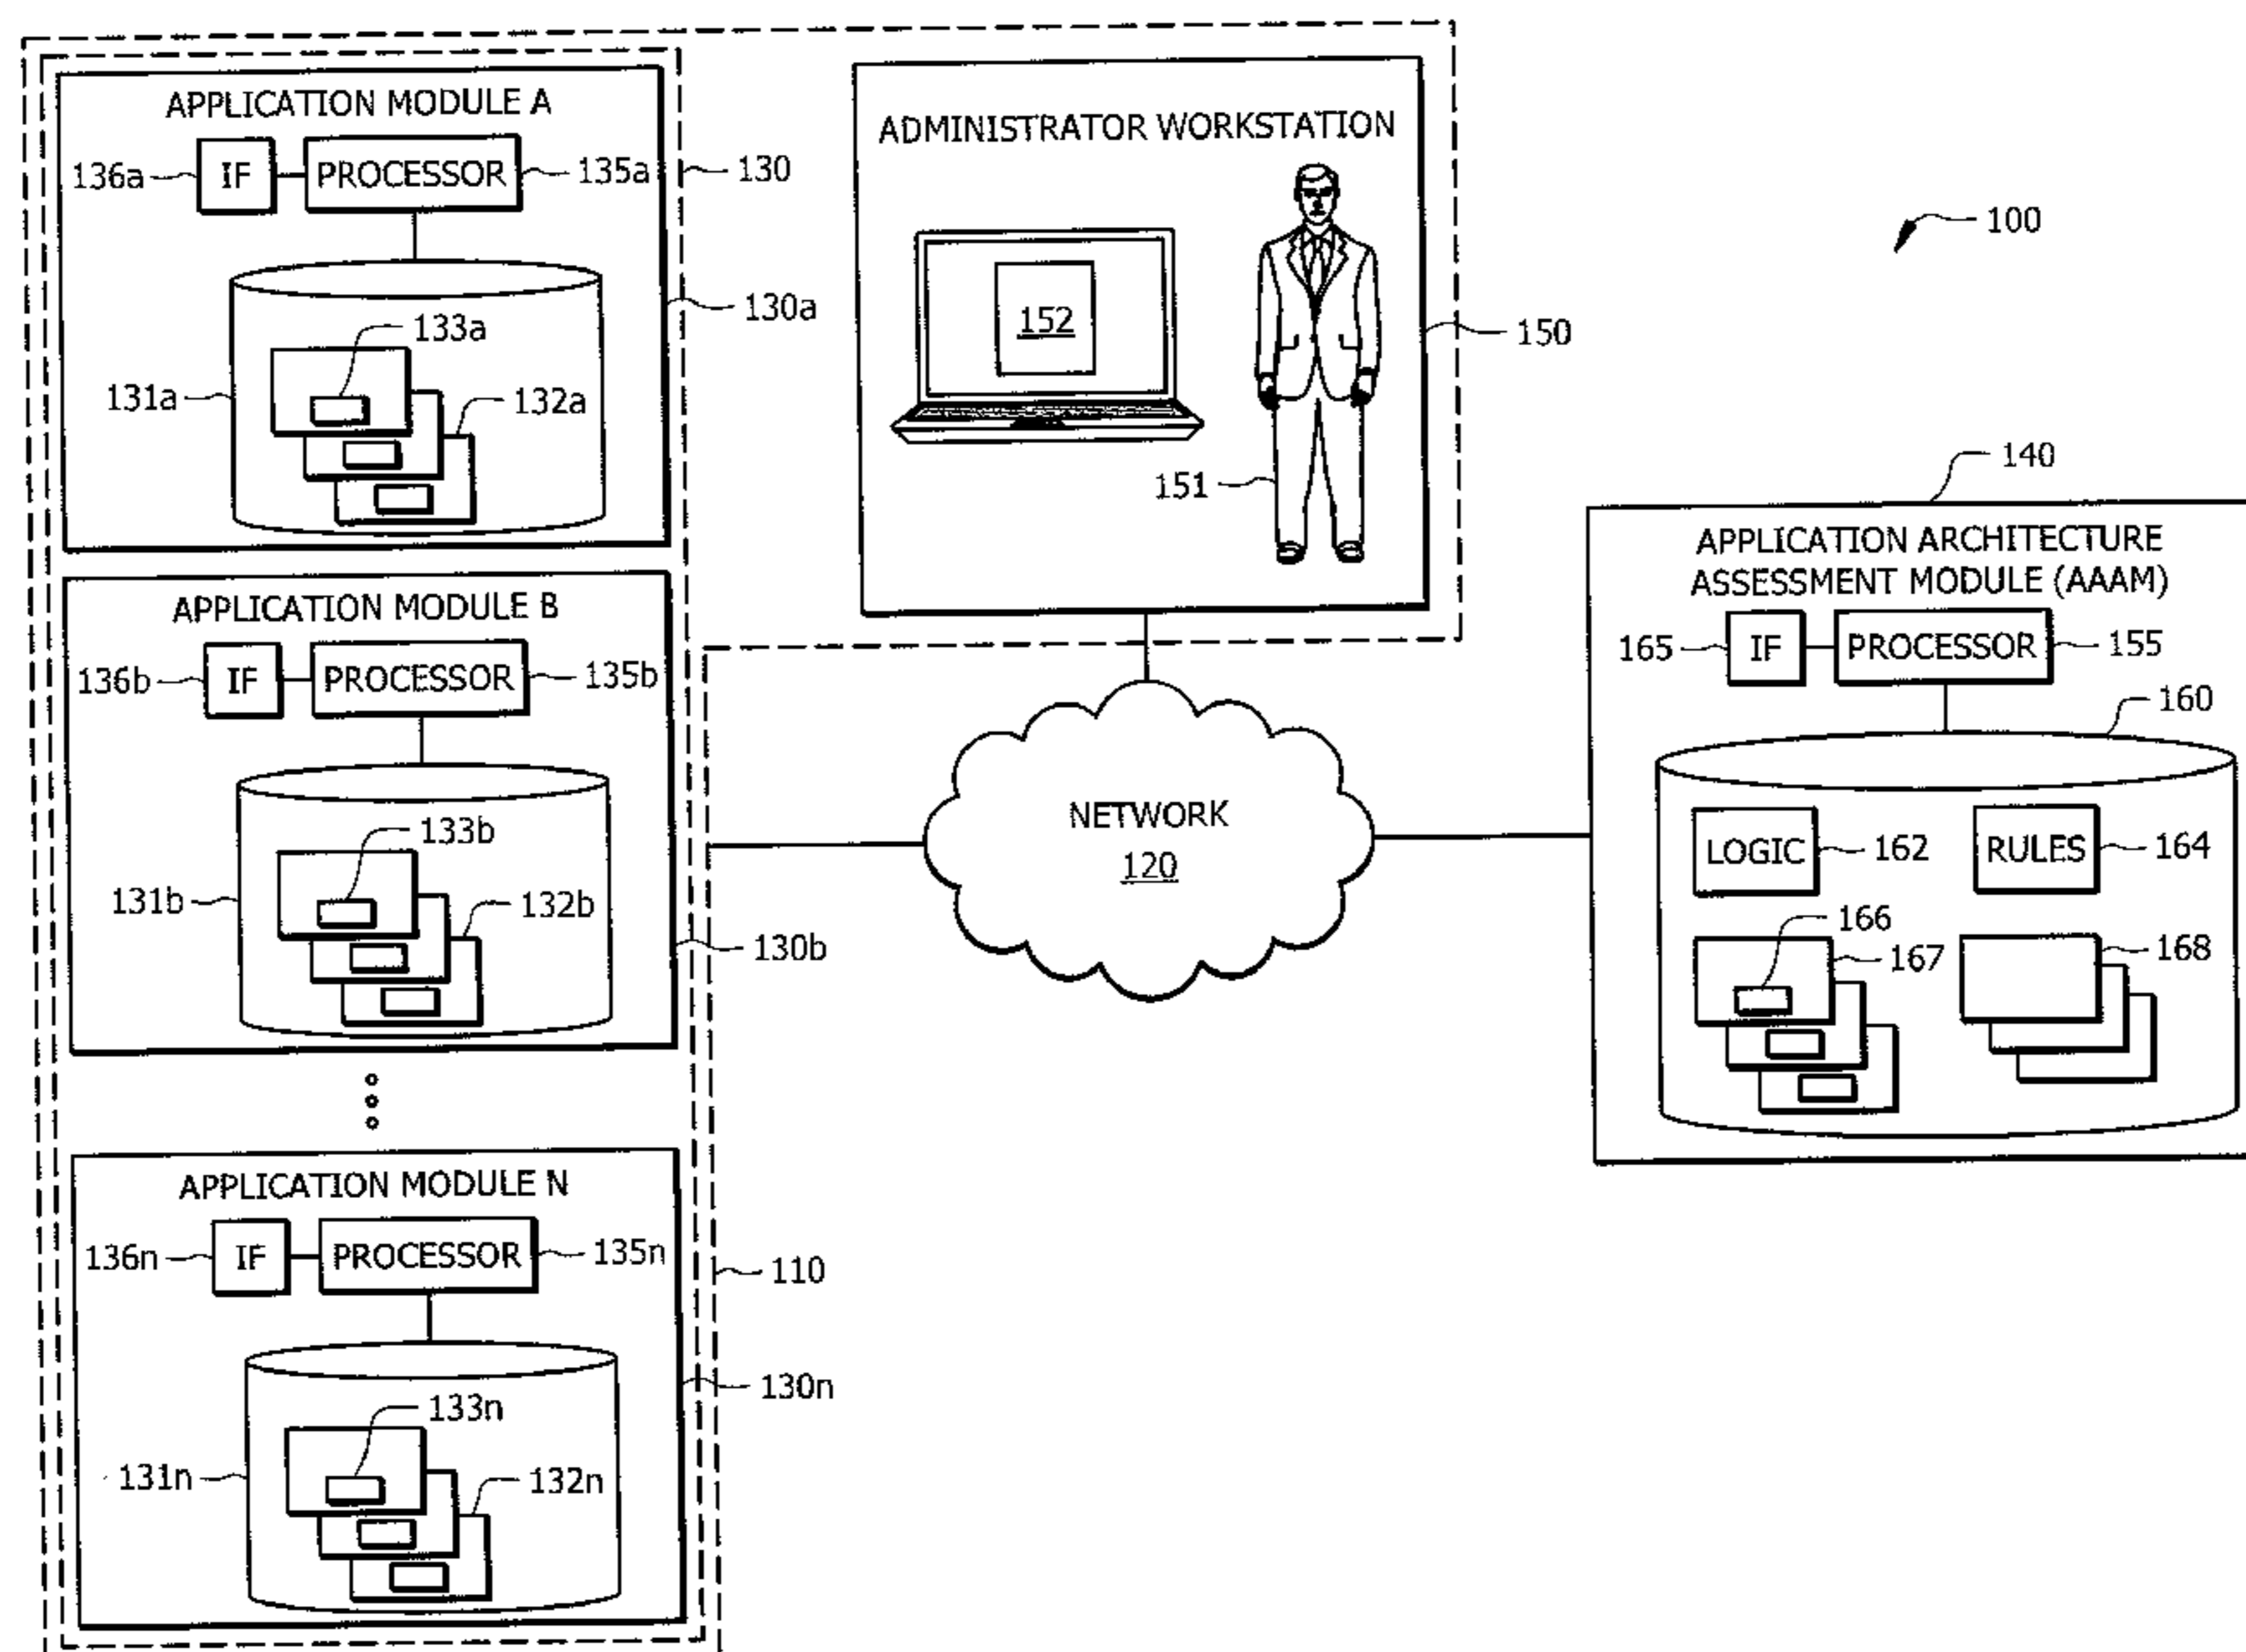 APPLICATION MODULE A
136a
IF
PROCESSOR
135a
130
130a
133a
131a
132a
APPLICATION MODULE B
136b
IF
PROCESSOR
135b
133b
131b
132b
130b
APPLICATION MODULE N
136n
IF
PROCESSOR
135n
110
130n
133n
131n
132n
ADMINISTRATOR WORKSTATION
152
150
151
100
NETWORK
120
140
APPLICATION ARCHITECTURE
ASSESSMENT MODULE (AAAM)
165
IF
PROCESSOR
155
160
LOGIC
162
RULES
164
166
167
168